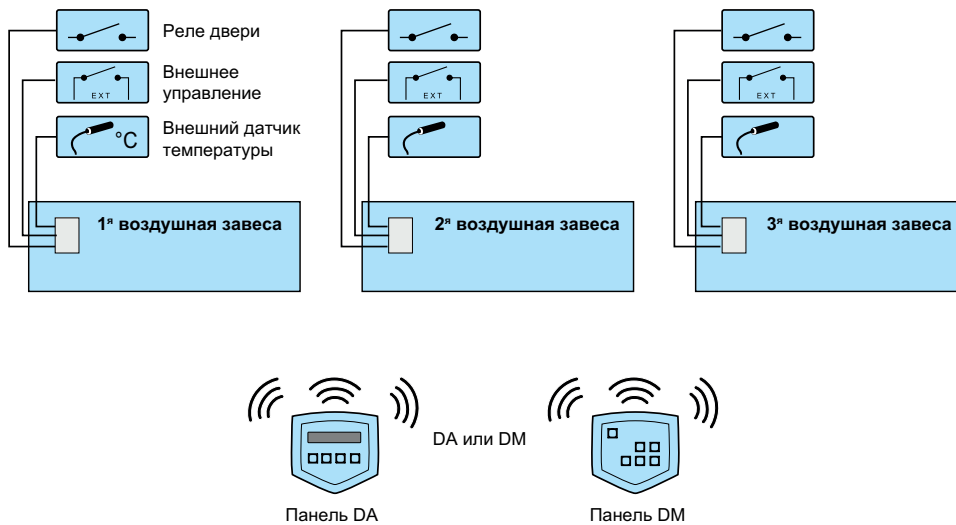 Реле двери
Внешнее
управление
EXT
EXT
EXT
°C
Внешний датчик
температуры
1я воздушная завеса
2я воздушная завеса
3я воздушная завеса
DA или DM
Панель DA
Панель DM